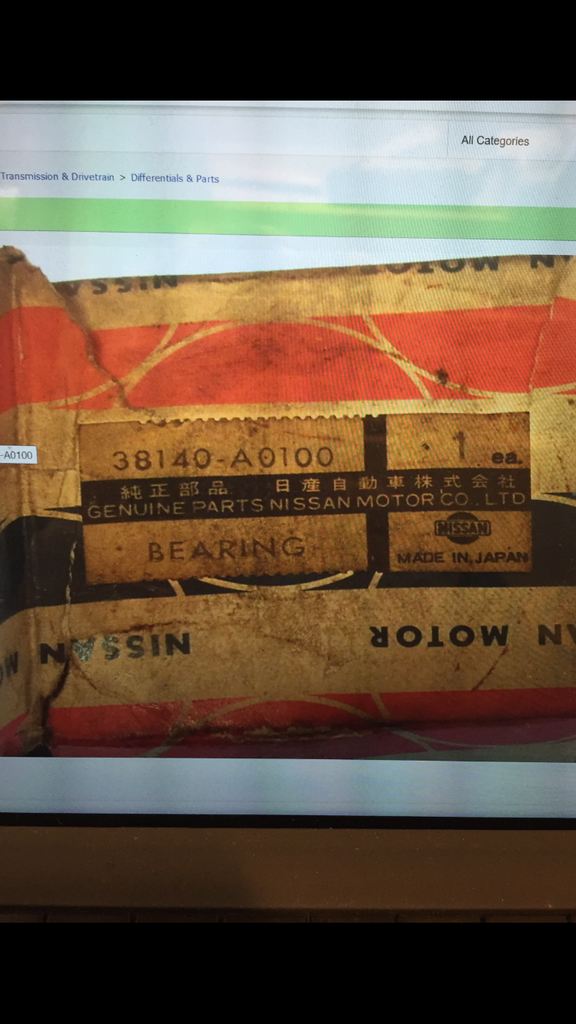 All Categories
Transmission & Drivetrain > Differentials & Parts
NISSAN MOTOR N
38140-A0100 1 ea.
-A0100
純正部品 日産自動車株式会社
GENUINE PARTS NISSAN MOTOR CO., LTD
NISSAN
BEARING MADE IN JAPAN
NISSAN MOTOR N